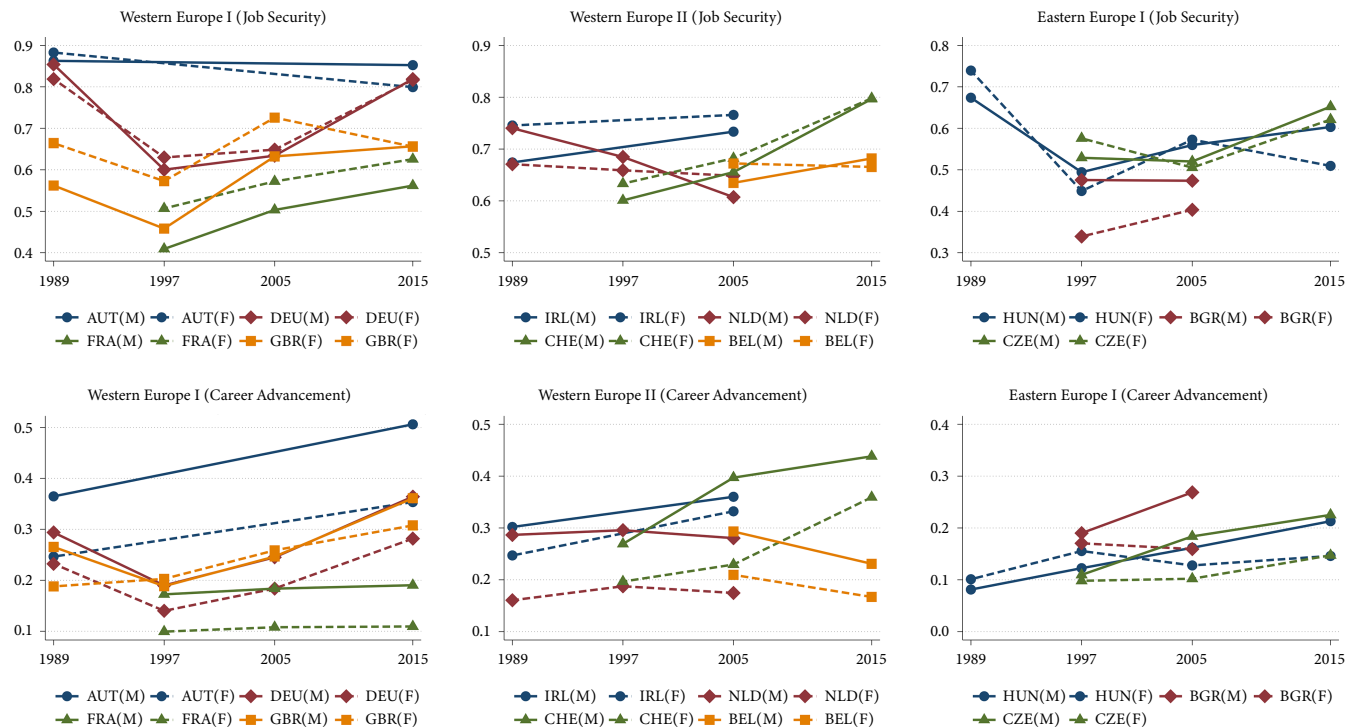 Western Europe I (Job Security)
0.9
0.8
0.7
0.6
0.5
0.4
1989 1997 2005 2015
AUT(M) AUT(F) DEU(M) DEU(F)
FRA(M) FRA(F) GBR(F) GBR(F)
Western Europe II (Job Security)
0.9
0.8
0.7
0.6
0.5
1989 1997 2005 2015
IRL(M) IRL(F) NLD(M) NLD(F)
CHE(M) CHE(F) BEL(M) BEL(F)
Eastern Europe I (Job Security)
0.8
0.7
0.6
0.5
0.4
0.3
1989 1997 2005 2015
HUN(M) HUN(F) BGR(M) BGR(F)
CZE(M) CZE(F)
Western Europe I (Career Advancement)
0.5
0.4
0.3
0.2
0.1
1989 1997 2005 2015
AUT(M) AUT(F) DEU(M) DEU(F)
FRA(M) FRA(F) GBR(M) GBR(F)
Western Europe II (Career Advancement)
0.5
0.4
0.3
0.2
0.1
1989 1997 2005 2015
IRL(M) IRL(F) NLD(M) NLD(F)
CHE(M) CHE(F) BEL(M) BEL(F)
Eastern Europe I (Career Advancement)
0.4
0.3
0.2
0.1
0.0
1989 1997 2005 2015
HUN(M) HUN(F) BGR(M) BGR(F)
CZE(M) CZE(F)